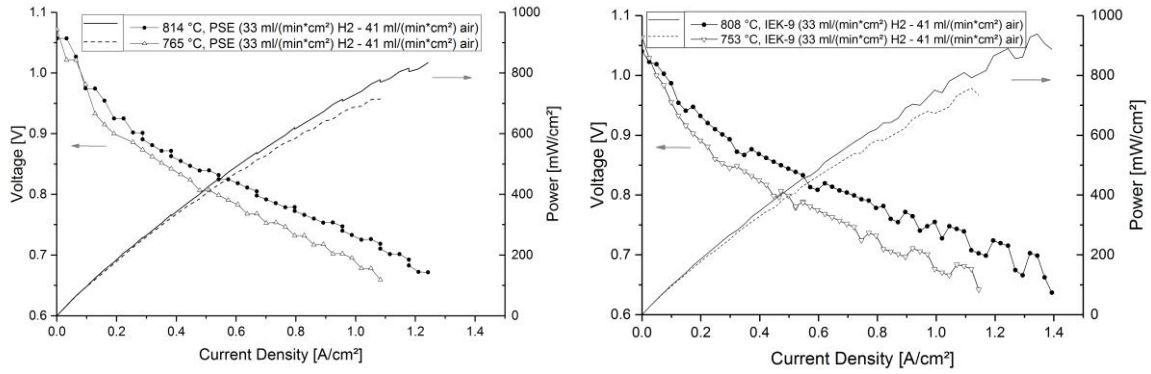 814 °C, PSE (33 ml/(min*cm²) H2 - 41 ml/(min*cm²) air)
765 °C, PSE (33 ml/(min*cm²) H2 - 41 ml/(min*cm²) air)
1.0
0.9
0.8
0.7
0.6
Voltage [V]
1000
800
600
400
200
0
Power [mW/cm²]
0.0 0.2 0.4 0.6 0.8 1.0 1.2 1.4
Current Density [A/cm²]
808 °C, IEK-9 (33 ml/(min*cm²) H2 - 41 ml/(min*cm²) air)
753 °C, IEK-9 (33 ml/(min*cm²) H2 - 41 ml/(min*cm²) air)
1.1
1.0
0.9
0.8
0.7
0.6
Voltage [V]
1000
800
600
400
200
0
Power [mW/cm²]
0.0 0.2 0.4 0.6 0.8 1.0 1.2 1.4
Current Density [A/cm²]